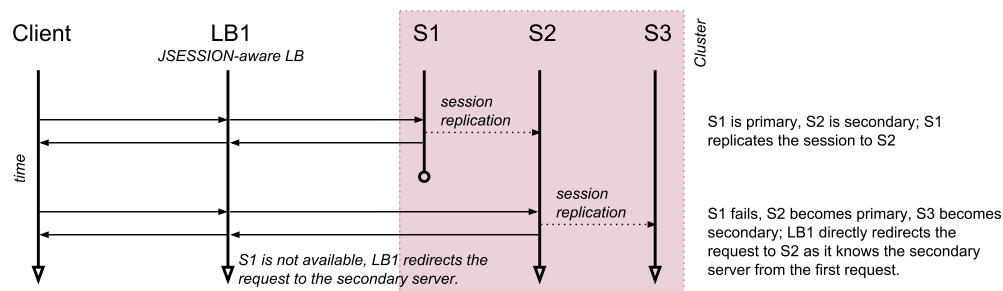 Client
LB1
JSESSION-aware LB
S1
S2
S3
Cluster
session
replication
S1 is primary, S2 is secondary; S1
replicates the session to S2
time
session
replication
S1 fails, S2 becomes primary, S3 becomes
secondary; LB1 directly redirects the
request to S2 as it knows the secondary
server from the first request.
S1 is not available, LB1 redirects the
request to the secondary server.